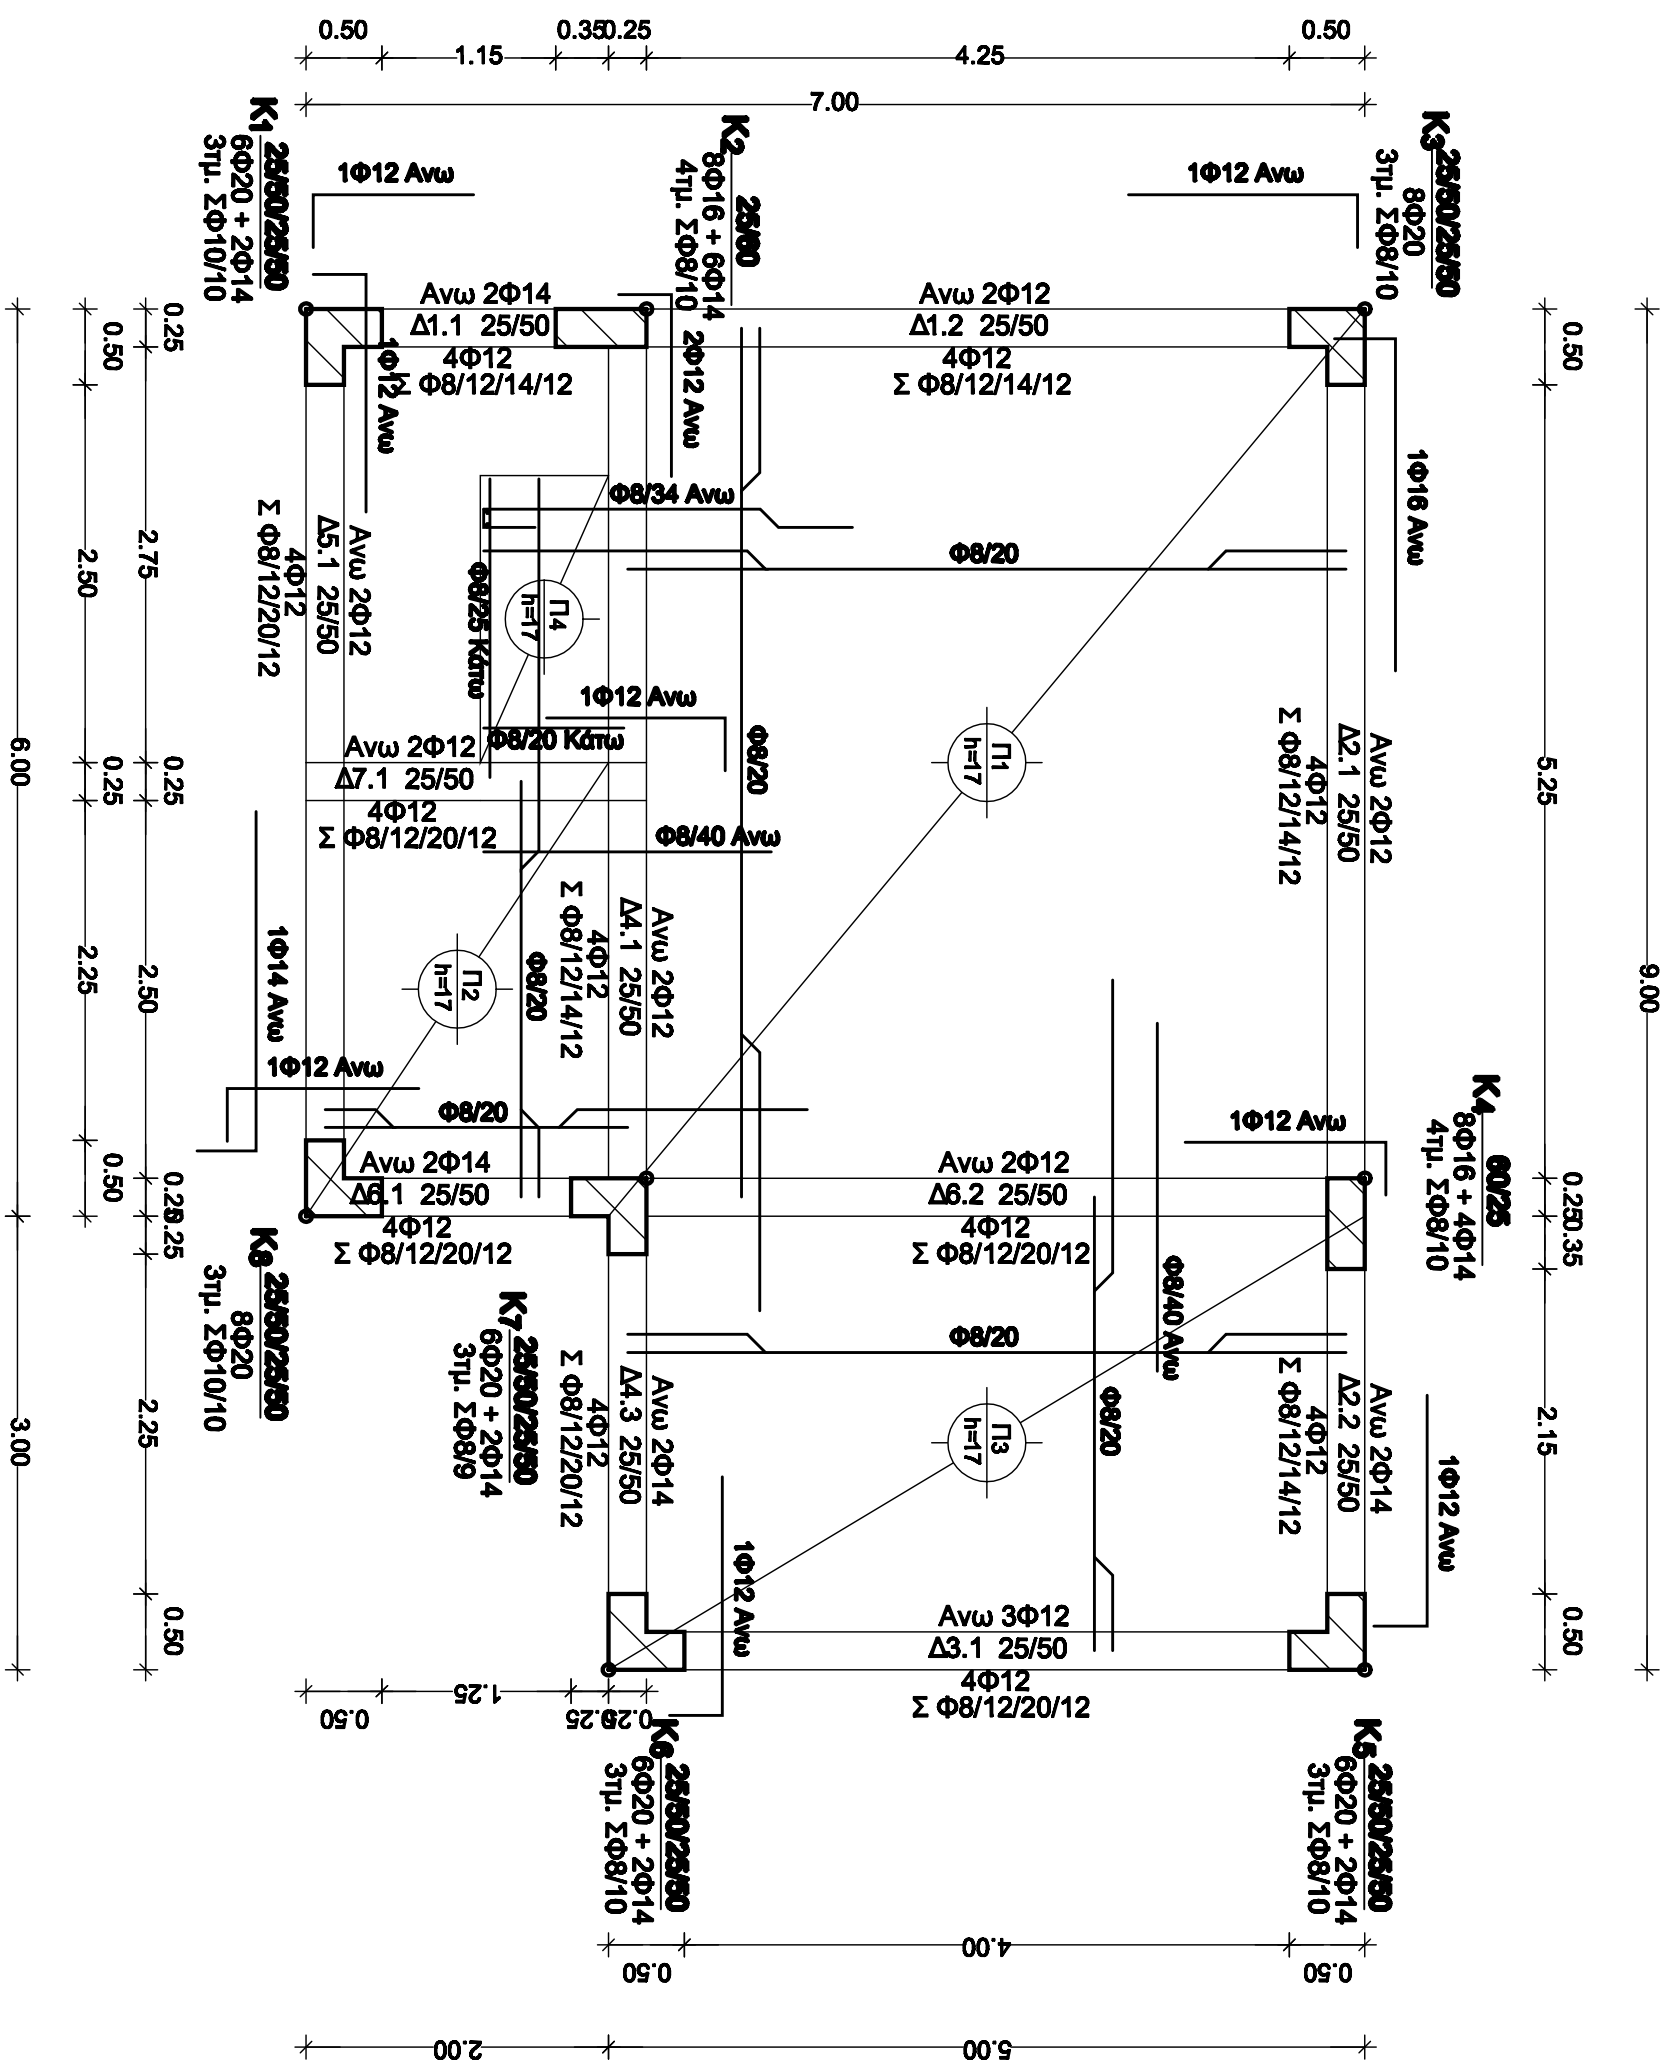 0.50
0.35
0.25
0.50
1.15
4.25
7.00
K1 25/50/25/50
6Φ20 + 2Φ14
3τμ. ΣΦ10/10
K2 25/60
8Φ16 + 6Φ14
4τμ. ΣΦ8/10
K3 25/50/25/50
8Φ20
3τμ. ΣΦ8/10
1Φ12 Ανω
1Φ12 Ανω
Ανω 2Φ14
Δ1.1 25/50
4Φ12
Σ Φ8/12/14/12
Ανω 2Φ12
Δ1.2 25/50
4Φ12
Σ Φ8/12/14/12
1Φ12 Ανω
2Φ12 Ανω
1Φ16 Ανω
0.25
0.50
0.50
Φ8/34 Ανω
Φ8/20
Ανω 2Φ12
Δ5.1 25/50
4Φ12
Σ Φ8/12/20/12
2.75
2.50
Φ8/25 Κάτω
Π4
h=17
1Φ12 Ανω
Φ8/20 Κάτω
Φ8/20
Π1
h=17
Ανω 2Φ12
Δ2.1 25/50
4Φ12
Σ Φ8/12/14/12
5.25
6.00
0.25
0.25
Ανω 2Φ12
Δ7.1 25/50
4Φ12
Σ Φ8/12/20/12
Φ8/40 Ανω
Ανω 2Φ12
Δ4.1 25/50
4Φ12
Σ Φ8/12/14/12
Φ8/20
Π2
h=17
1Φ14 Ανω
2.25
2.50
9.00
1Φ12 Ανω
Φ8/20
1Φ12 Ανω
K4 60/25
8Φ16 + 4Φ14
4τμ. ΣΦ8/10
Ανω 2Φ14
Δ6.1 25/50
4Φ12
Σ Φ8/12/20/12
Ανω 2Φ12
Δ6.2 25/50
4Φ12
Σ Φ8/12/20/12
0.50
0.25
0.25
0.25
0.35
K8 25/50/25/50
8Φ20
3τμ. ΣΦ10/10
K7 25/50/25/50
6Φ20 + 2Φ14
3τμ. ΣΦ8/9
Φ8/40 Ανω
Φ8/20
Φ8/20
Ανω 2Φ14
Δ4.3 25/50
4Φ12
Σ Φ8/12/20/12
Π3
h=17
Ανω 2Φ14
Δ2.2 25/50
4Φ12
Σ Φ8/12/14/12
2.25
2.15
3.00
1Φ12 Ανω
1Φ12 Ανω
Ανω 3Φ12
Δ3.1 25/50
4Φ12
Σ Φ8/12/20/12
0.50
0.50
1.25
0.50
0.25
0.25
K6 25/50/25/50
6Φ20 + 2Φ14
3τμ. ΣΦ8/10
K5 25/50/25/50
6Φ20 + 2Φ14
3τμ. ΣΦ8/10
4.00
0.50
0.50
2.00
5.00